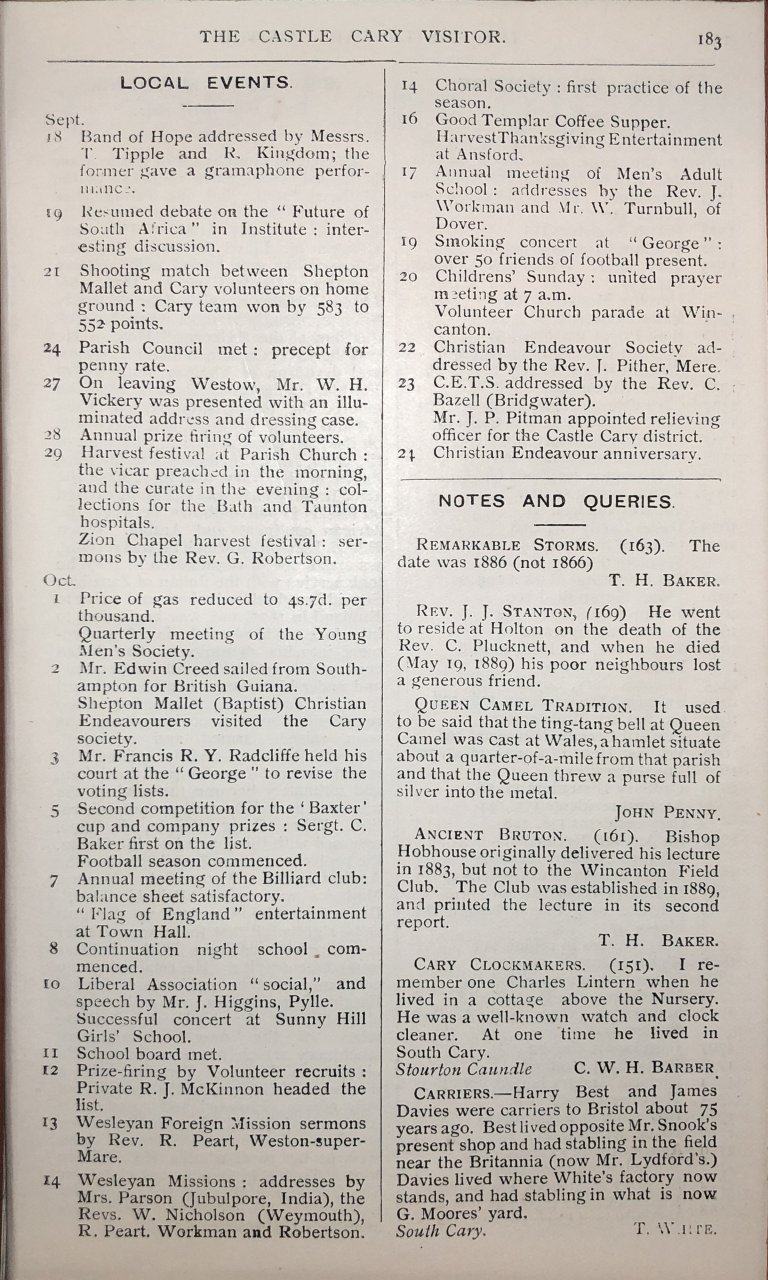 THE CASTLE CARY VISITOR.
183
LOCAL EVENTS.
Sept.
18 Band of Hope addressed by Messrs.
T. Tipple and R. Kingdom; the
former gave a gramaphone perfor-
mance.
19 Resumed debate on the " Future of
South Africa " in Institute : inter-
esting discussion.
21 Shooting match between Shepton
Mallet and Cary volunteers on home
ground : Cary team won by 583 to
552 points.
24 Parish Council met : precept for
penny rate.
27 On leaving Westow, Mr. W. H.
Vickery was presented with an illu-
minated address and dressing case.
28 Annual prize firing of volunteers.
29 Harvest festival at Parish Church :
the vicar preached in the morning,
and the curate in the evening : col-
lections for the Bath and Taunton
hospitals.
Zion Chapel harvest festival : ser-
mons by the Rev. G. Robertson.
Oct.
1 Price of gas reduced to 4s.7d. per
thousand.
Quarterly meeting of the Young
Men's Society.
2 Mr. Edwin Creed sailed from South-
ampton for British Guiana.
Shepton Mallet (Baptist) Christian
Endeavourers visited the Cary
society.
3 Mr. Francis R. Y. Radcliffe held his
court at the " George " to revise the
voting lists.
5 Second competition for the ' Baxter'
cup and company prizes : Sergt. C.
Baker first on the list.
Football season commenced.
7 Annual meeting of the Billiard club:
balance sheet satisfactory.
" Flag of England " entertainment
at Town Hall.
8 Continuation night school com-
menced.
10 Liberal Association " social," and
speech by Mr. J. Higgins, Pylle.
Successful concert at Sunny Hill
Girls' School.
11 School board met.
12 Prize-firing by Volunteer recruits :
Private R. J. McKinnon headed the
list.
13 Wesleyan Foreign Mission sermons
by Rev. R. Peart, Weston-super-
Mare.
14 Wesleyan Missions : addresses by
Mrs. Parson (Jubulpore, India), the
Revs. W. Nicholson (Weymouth),
R. Peart. Workman and Robertson.
14 Choral Society : first practice of the
season.
16 Good Templar Coffee Supper.
Harvest Thanksgiving Entertainment
at Ansford.
17 Annual meeting of Men's Adult
School : addresses by the Rev. J.
Workman and Mr. W. Turnbull, of
Dover.
19 Smoking concert at " George " :
over 50 friends of football present.
20 Childrens' Sunday : united prayer
meeting at 7 a.m.
Volunteer Church parade at Win-
canton.
22 Christian Endeavour Society ad-
dressed by the Rev. J. Pither, Mere.
23 C.E.T.S. addressed by the Rev. C.
Bazell (Bridgwater).
Mr. J. P. Pitman appointed relieving
officer for the Castle Cary district.
24 Christian Endeavour anniversary.
NOTES AND QUERIES.
REMARKABLE STORMS. (163). The
date was 1886 (not 1866)
T. H. BAKER.
REV. J. J. STANTON, (169) He went
to reside at Holton on the death of the
Rev. C. Plucknett, and when he died
(May 19, 1889) his poor neighbours lost
a generous friend.
QUEEN CAMEL TRADITION. It used
to be said that the ting-tang bell at Queen
Camel was cast at Wales, a hamlet situate
about a quarter-of-a-mile from that parish
and that the Queen threw a purse full of
silver into the metal.
JOHN PENNY.
ANCIENT BRUTON. (161). Bishop
Hobhouse originally delivered his lecture
in 1883, but not to the Wincanton Field
Club. The Club was established in 1889,
and printed the lecture in its second
report.
T. H. BAKER.
CARY CLOCKMAKERS. (151). I re-
member one Charles Lintern when he
lived in a cottage above the Nursery.
He was a well-known watch and clock
cleaner. At one time he lived in
South Cary.
Stourton Caundle C. W. H. BARBER.
CARRIERS.—Harry Best and James
Davies were carriers to Bristol about 75
years ago. Best lived opposite Mr. Snook's
present shop and had stabling in the field
near the Britannia (now Mr. Lydford's.)
Davies lived where White's factory now
stands, and had stabling in what is now
G. Moores' yard.
South Cary. T. WHITE.